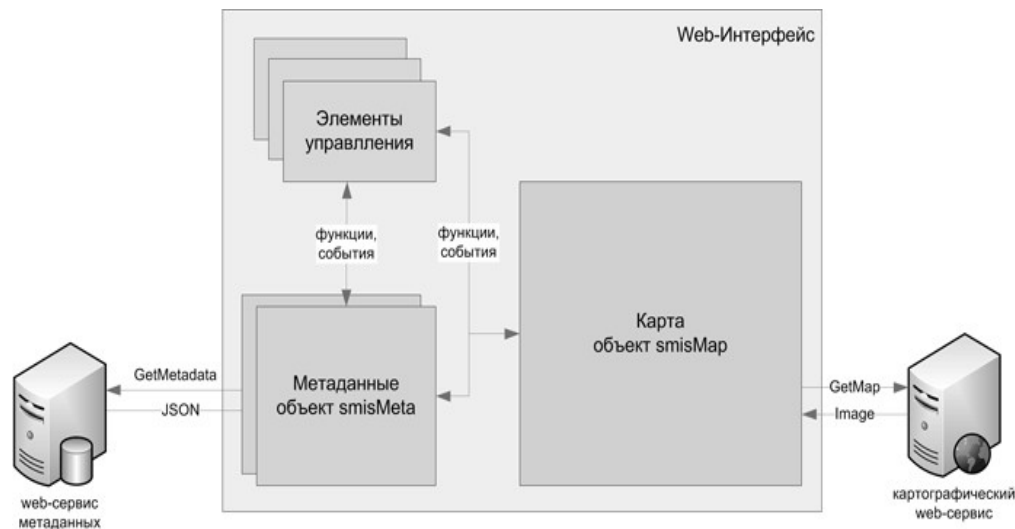 Web-Интерфейс
Элементы
управлления
функции,
события
функции,
события
Карта
объект smisMap
Метаданные
объект smisMeta
GetMetadata
JSON
GetMap
Image
web-сервис
метаданных
картографический
web-сервис